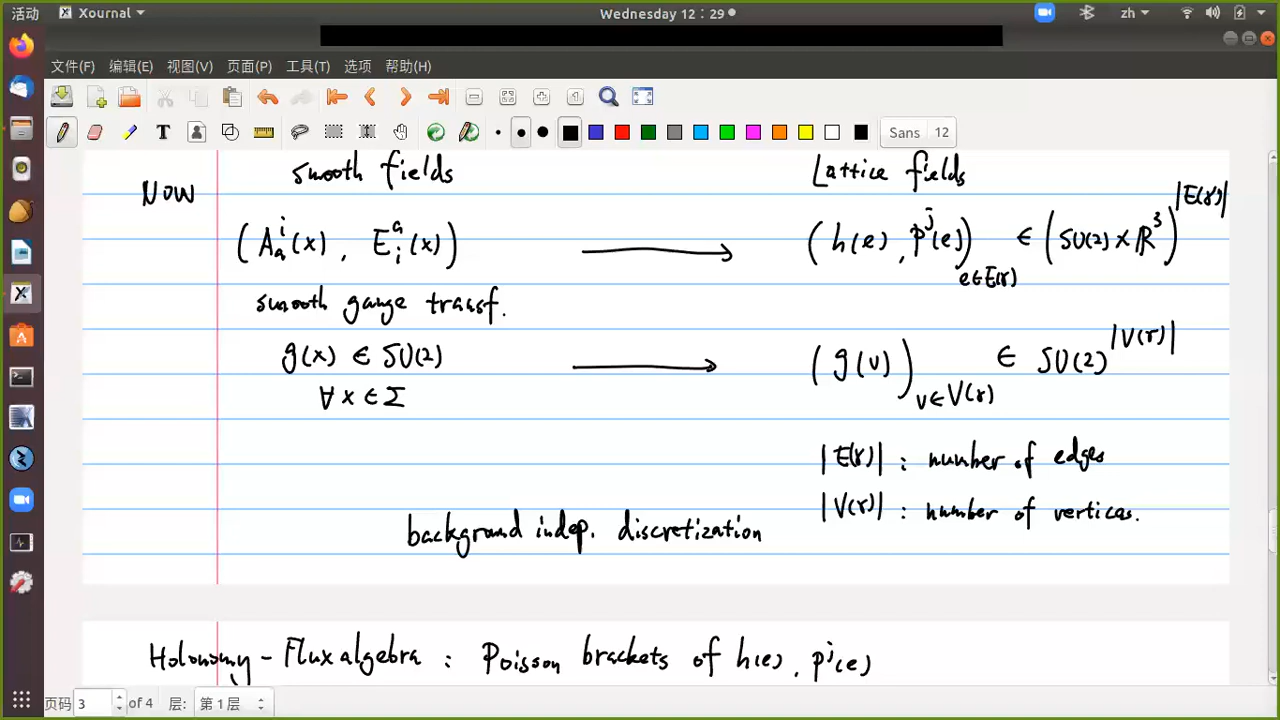 活动 Xournal Wednesday 12：29 zh
文件(F) 编辑(E) 视图(V) 页面(P) 工具(T) 选项 帮助(H)
Sans 12
smooth fields Lattice fields
Now
(A_a^i(x), E_i^a(x)) ⟶ (h(e), p^j(e))_{e∈E(γ)} ∈ (SU(2)×ℝ^3)^{|E(γ)|}
smooth gauge transf.
g(x) ∈ SU(2) ⟶ (g(v))_{v∈V(γ)} ∈ SU(2)^{|V(γ)|}
∀ x ∈ Σ
|E(γ)| : number of edges
|V(γ)| : number of vertices.
background indep. discretization
Holonomy - Flux algebra : Poisson brackets of h(e), p^j(e)
页码 3 of 4 层: 第 1 层